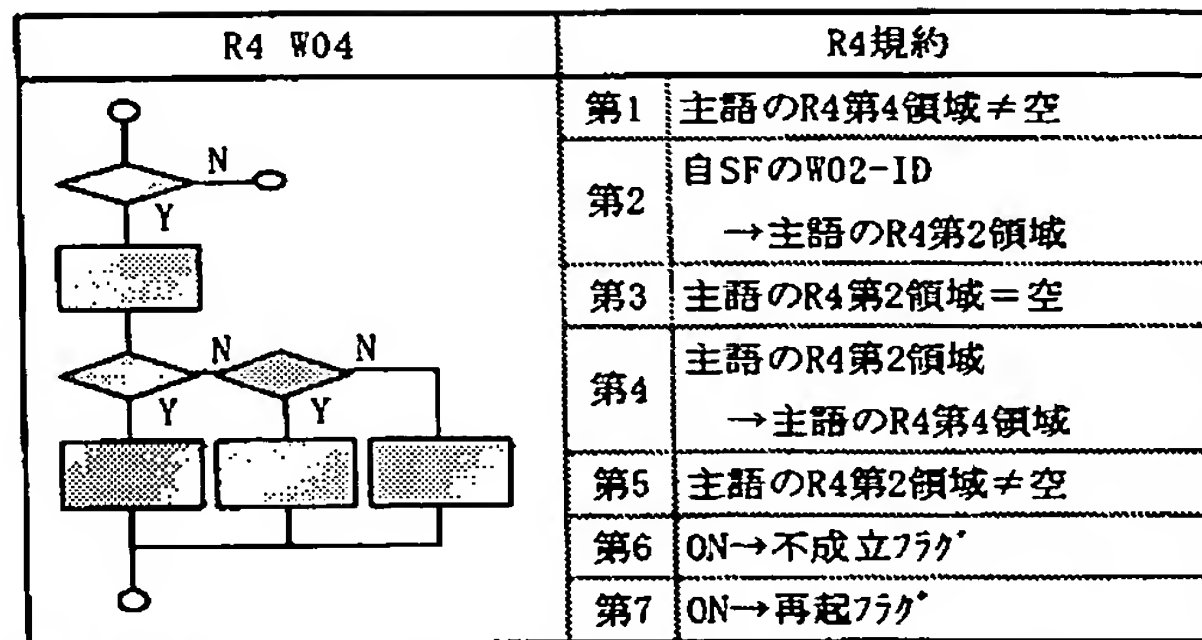 R4 W04
R4規約
N
Y
N
N
Y
Y
第1 主語のR4第4領域≠空
第2 自SFのW02-ID
→主語のR4第2領域
第3 主語のR4第2領域=空
第4 主語のR4第2領域
→主語のR4第4領域
第5 主語のR4第2領域≠空
第6 ON→不成立フラグ
第7 ON→再起フラグ